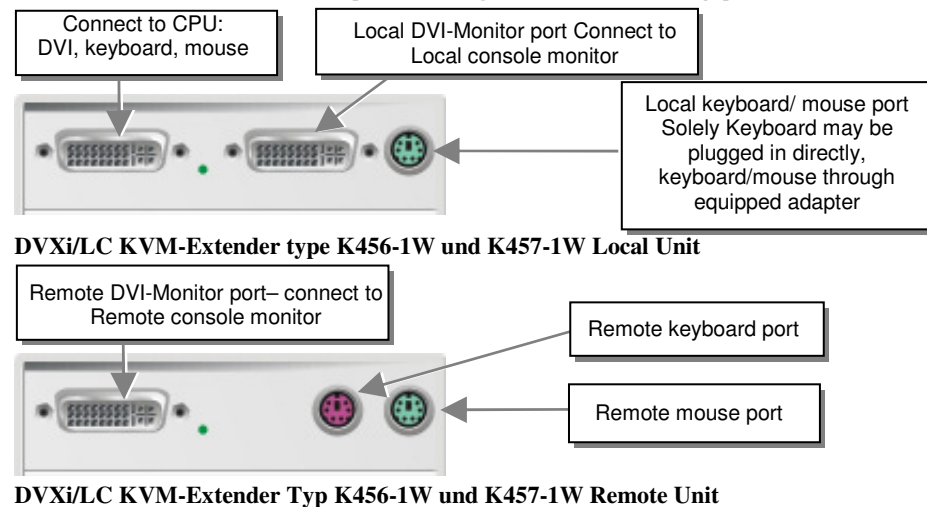 Connect to CPU:
DVI, keyboard, mouse
Local DVI-Monitor port Connect to
Local console monitor
Local keyboard/ mouse port
Solely Keyboard may be
plugged in directly,
keyboard/mouse through
equipped adapter
DVXi/LC KVM-Extender type K456-1W und K457-1W Local Unit
Remote DVI-Monitor port– connect to
Remote console monitor
Remote keyboard port
Remote mouse port
DVXi/LC KVM-Extender Typ K456-1W und K457-1W Remote Unit